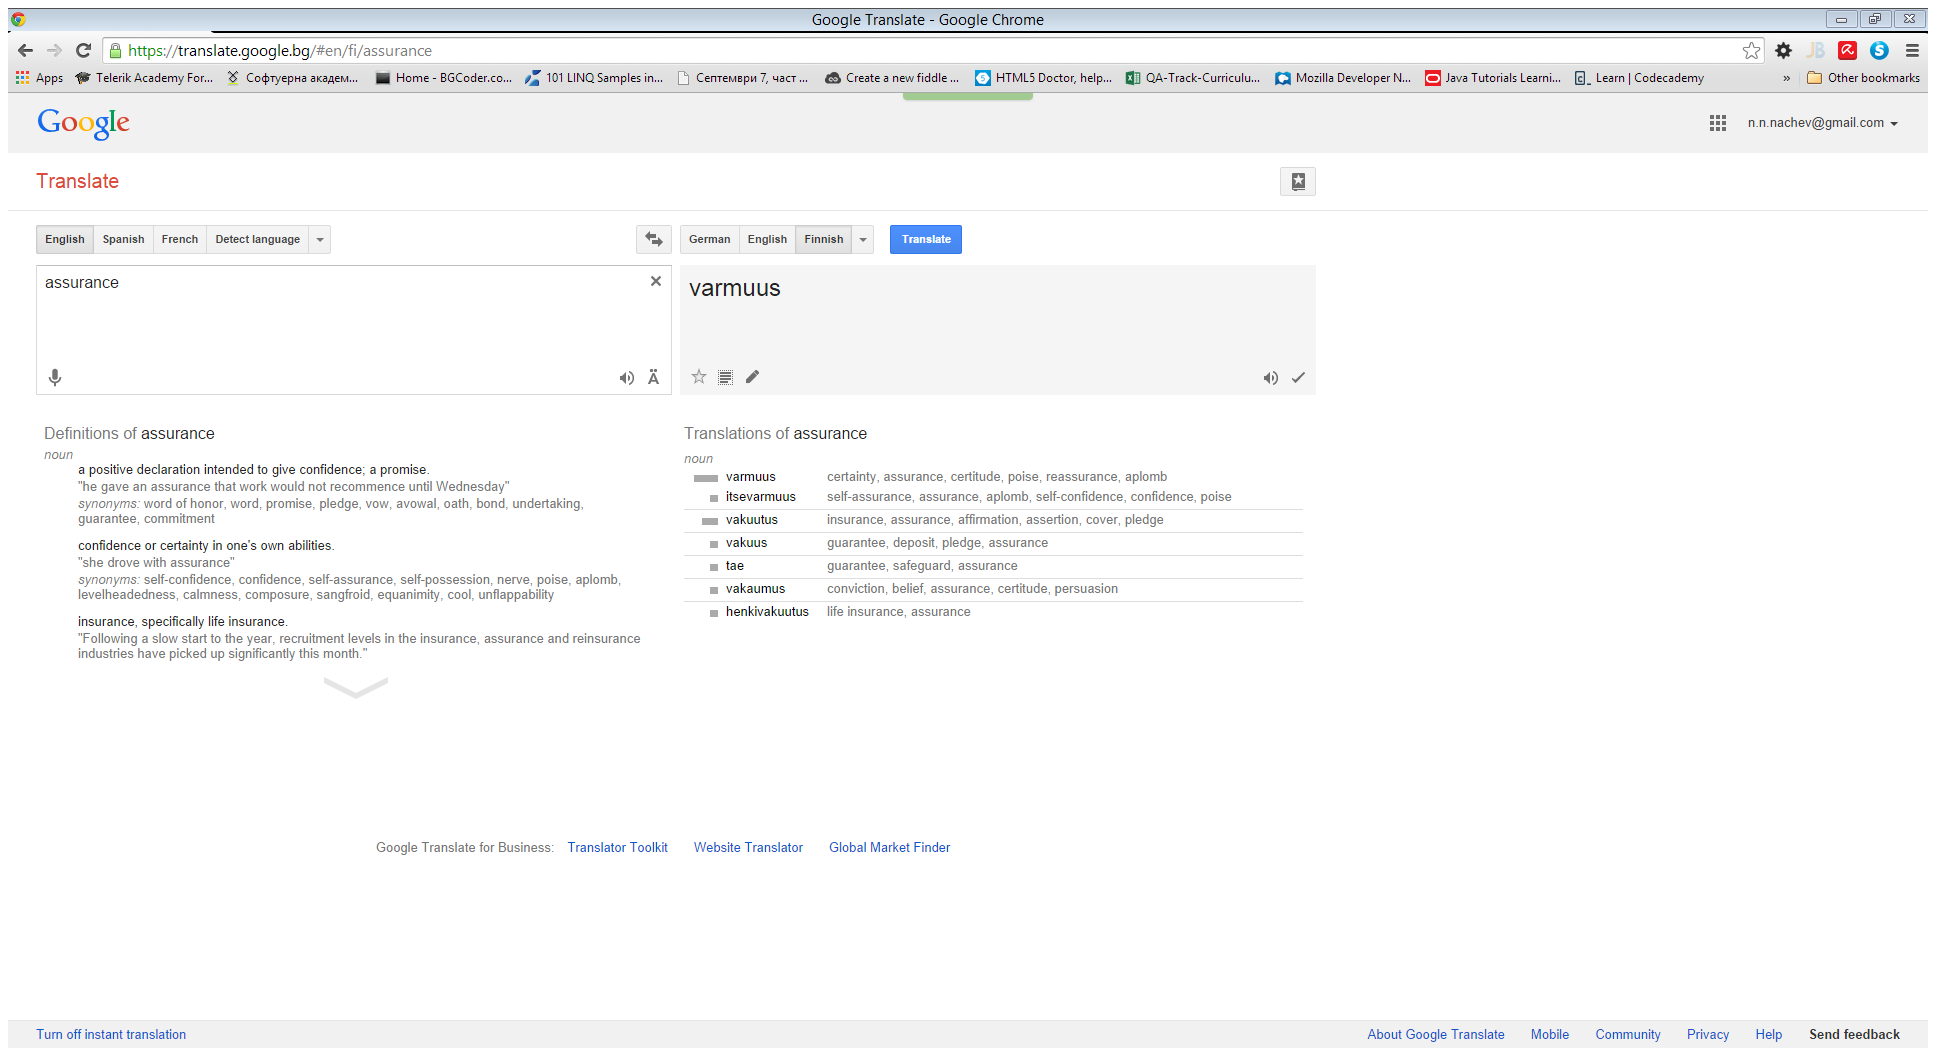 Google Translate - Google Chrome
https://translate.google.bg/#en/fi/assurance
Apps Telerik Academy For... Софтуерна академ... Home - BGCoder.co... 101 LINQ Samples in... Септември 7, част ... Create a new fiddle ... HTML5 Doctor, help... QA-Track-Curriculu... Mozilla Developer N... Java Tutorials Learni... Learn | Codecademy » Other bookmarks
Google n.n.nachev@gmail.com
Translate
English Spanish French Detect language German English Finnish Translate
assurance
varmuus
Ä
Definitions of assurance
noun
a positive declaration intended to give confidence; a promise.
"he gave an assurance that work would not recommence until Wednesday"
synonyms: word of honor, word, promise, pledge, vow, avowal, oath, bond, undertaking,
guarantee, commitment
confidence or certainty in one's own abilities.
"she drove with assurance"
synonyms: self-confidence, confidence, self-assurance, self-possession, nerve, poise, aplomb,
levelheadedness, calmness, composure, sangfroid, equanimity, cool, unflappability
insurance, specifically life insurance.
"Following a slow start to the year, recruitment levels in the insurance, assurance and reinsurance
industries have picked up significantly this month."
Translations of assurance
noun
varmuus certainty, assurance, certitude, poise, reassurance, aplomb
itsevarmuus self-assurance, assurance, aplomb, self-confidence, confidence, poise
vakuutus insurance, assurance, affirmation, assertion, cover, pledge
vakuus guarantee, deposit, pledge, assurance
tae guarantee, safeguard, assurance
vakaumus conviction, belief, assurance, certitude, persuasion
henkivakuutus life insurance, assurance
Google Translate for Business: Translator Toolkit Website Translator Global Market Finder
Turn off instant translation About Google Translate Mobile Community Privacy Help Send feedback